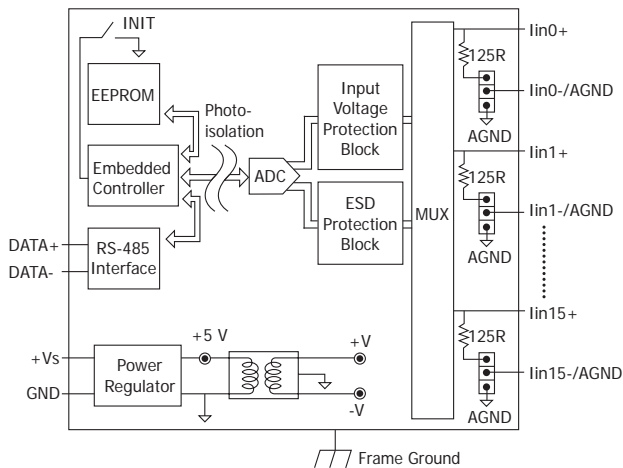 INIT
EEPROM
Photo-
isolation
Embedded
Controller
RS-485
Interface
DATA+
DATA-
ADC
Input
Voltage
Protection
Block
ESD
Protection
Block
MUX
Iin0+
125R
Iin0-/AGND
AGND
Iin1+
125R
Iin1-/AGND
AGND
Iin15+
125R
Iin15-/AGND
AGND
+Vs
GND
Power
Regulator
+5 V
+V
-V
Frame Ground